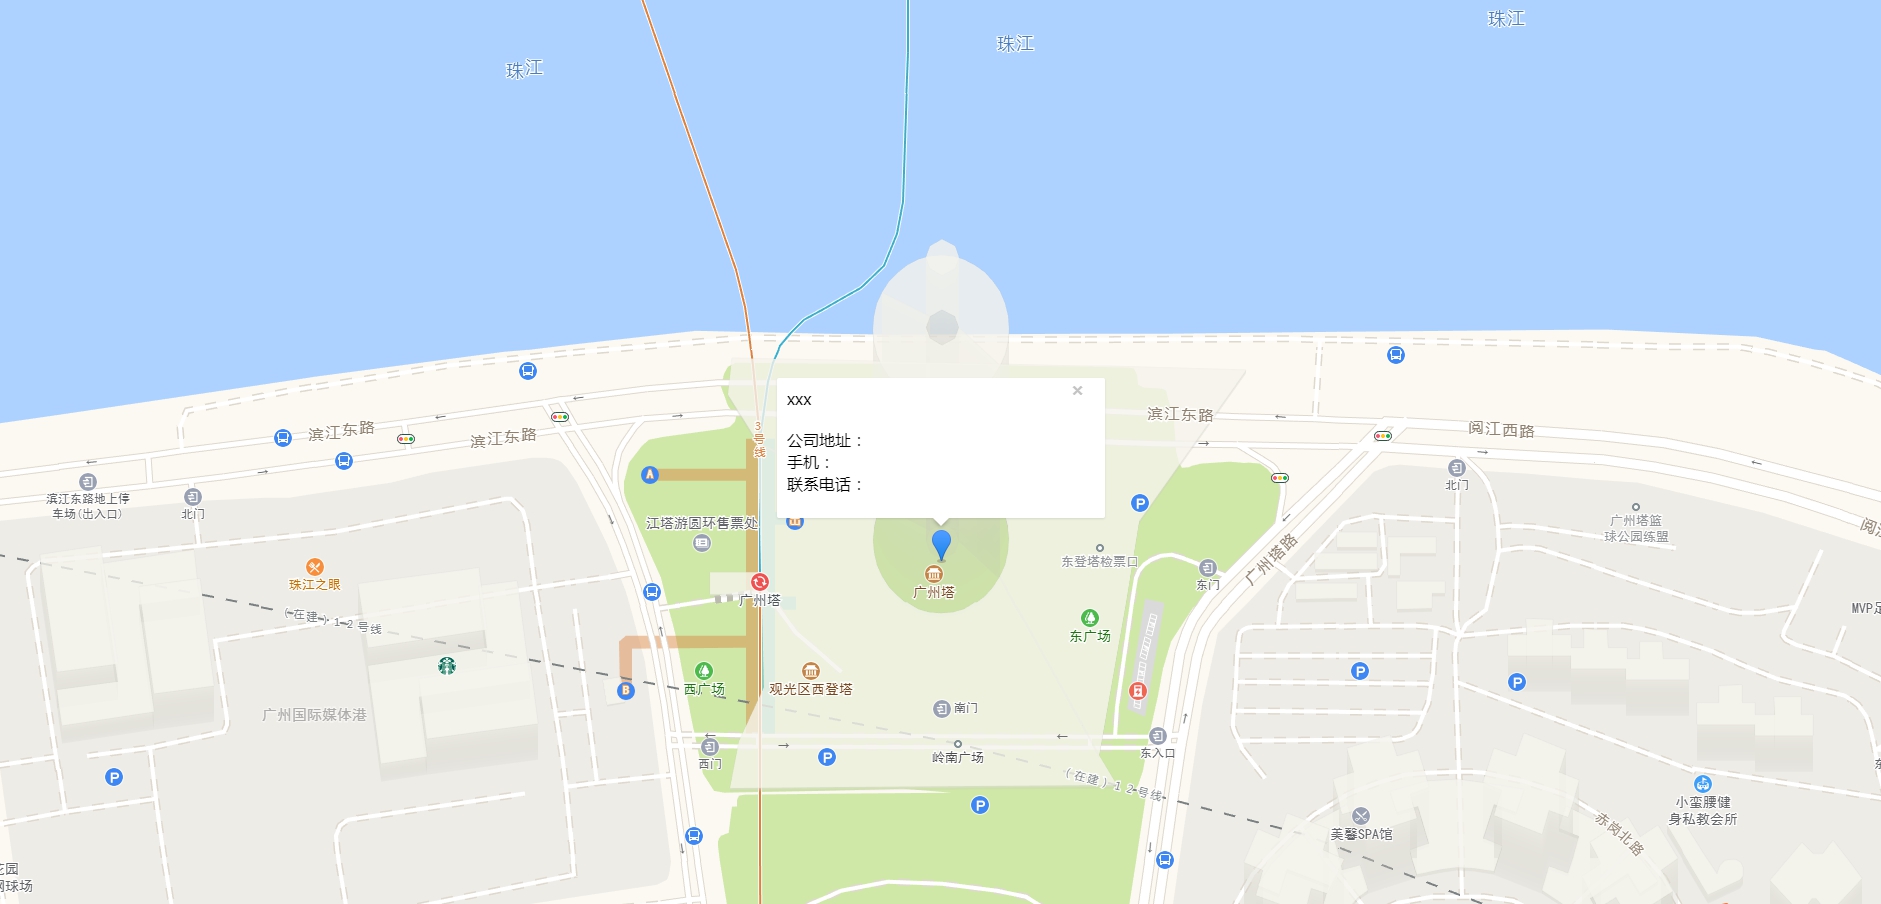 珠江
珠江
珠江
xxx
公司地址：
手机：
联系电话：
滨江东路
滨江东路
滨江东路
阅江西路
3号线
A
滨江东路地上停
车场(出入口)
北门
北门
江塔游圆环售票处
P
广州塔篮
球公园练盟
东登塔检票口
广州塔路
东门
珠江之眼
广州塔
广州塔
(在建)12号线
东广场
MVP
西广场
观光区西登塔
B
P
P
广州国际媒体港
南门
岭南广场
东入口
西门
P
P
(在建)12号线
P
小蛮腰健
身私教会所
美馨SPA馆
赤岗北路
花园
球场